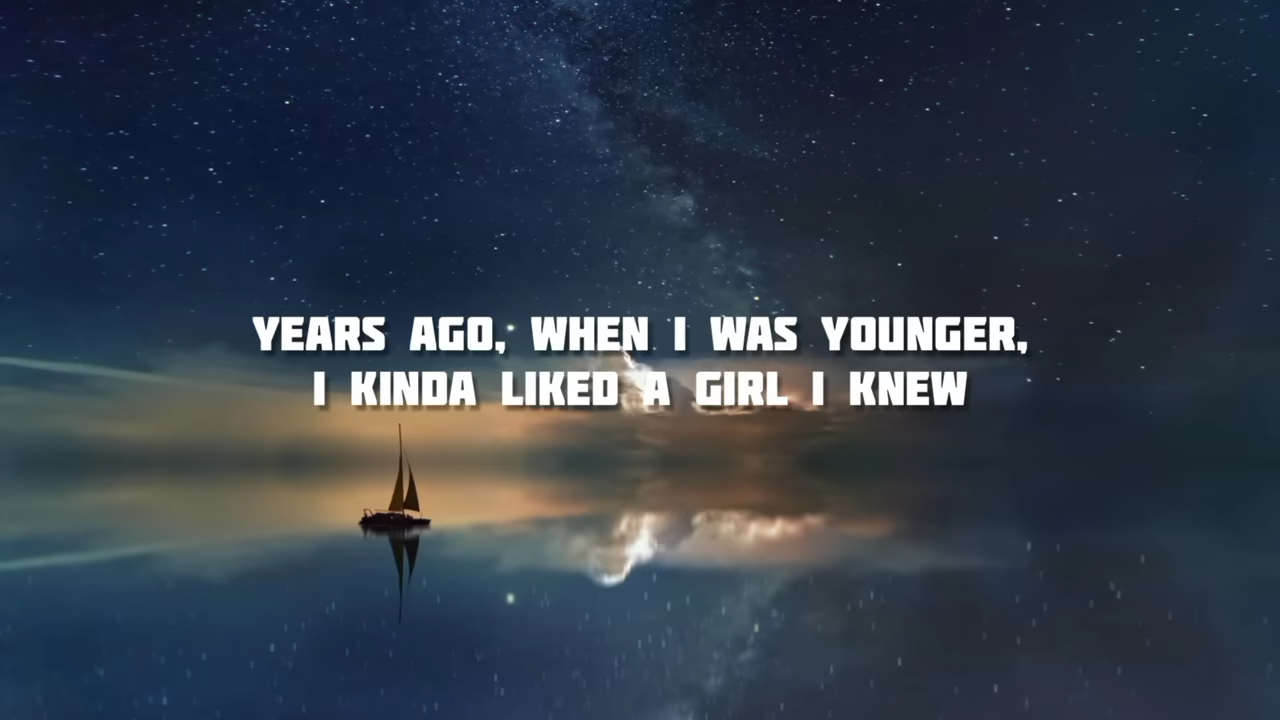 YEARS AGO, WHEN I WAS YOUNGER,
I KINDA LIKED A GIRL I KNEW